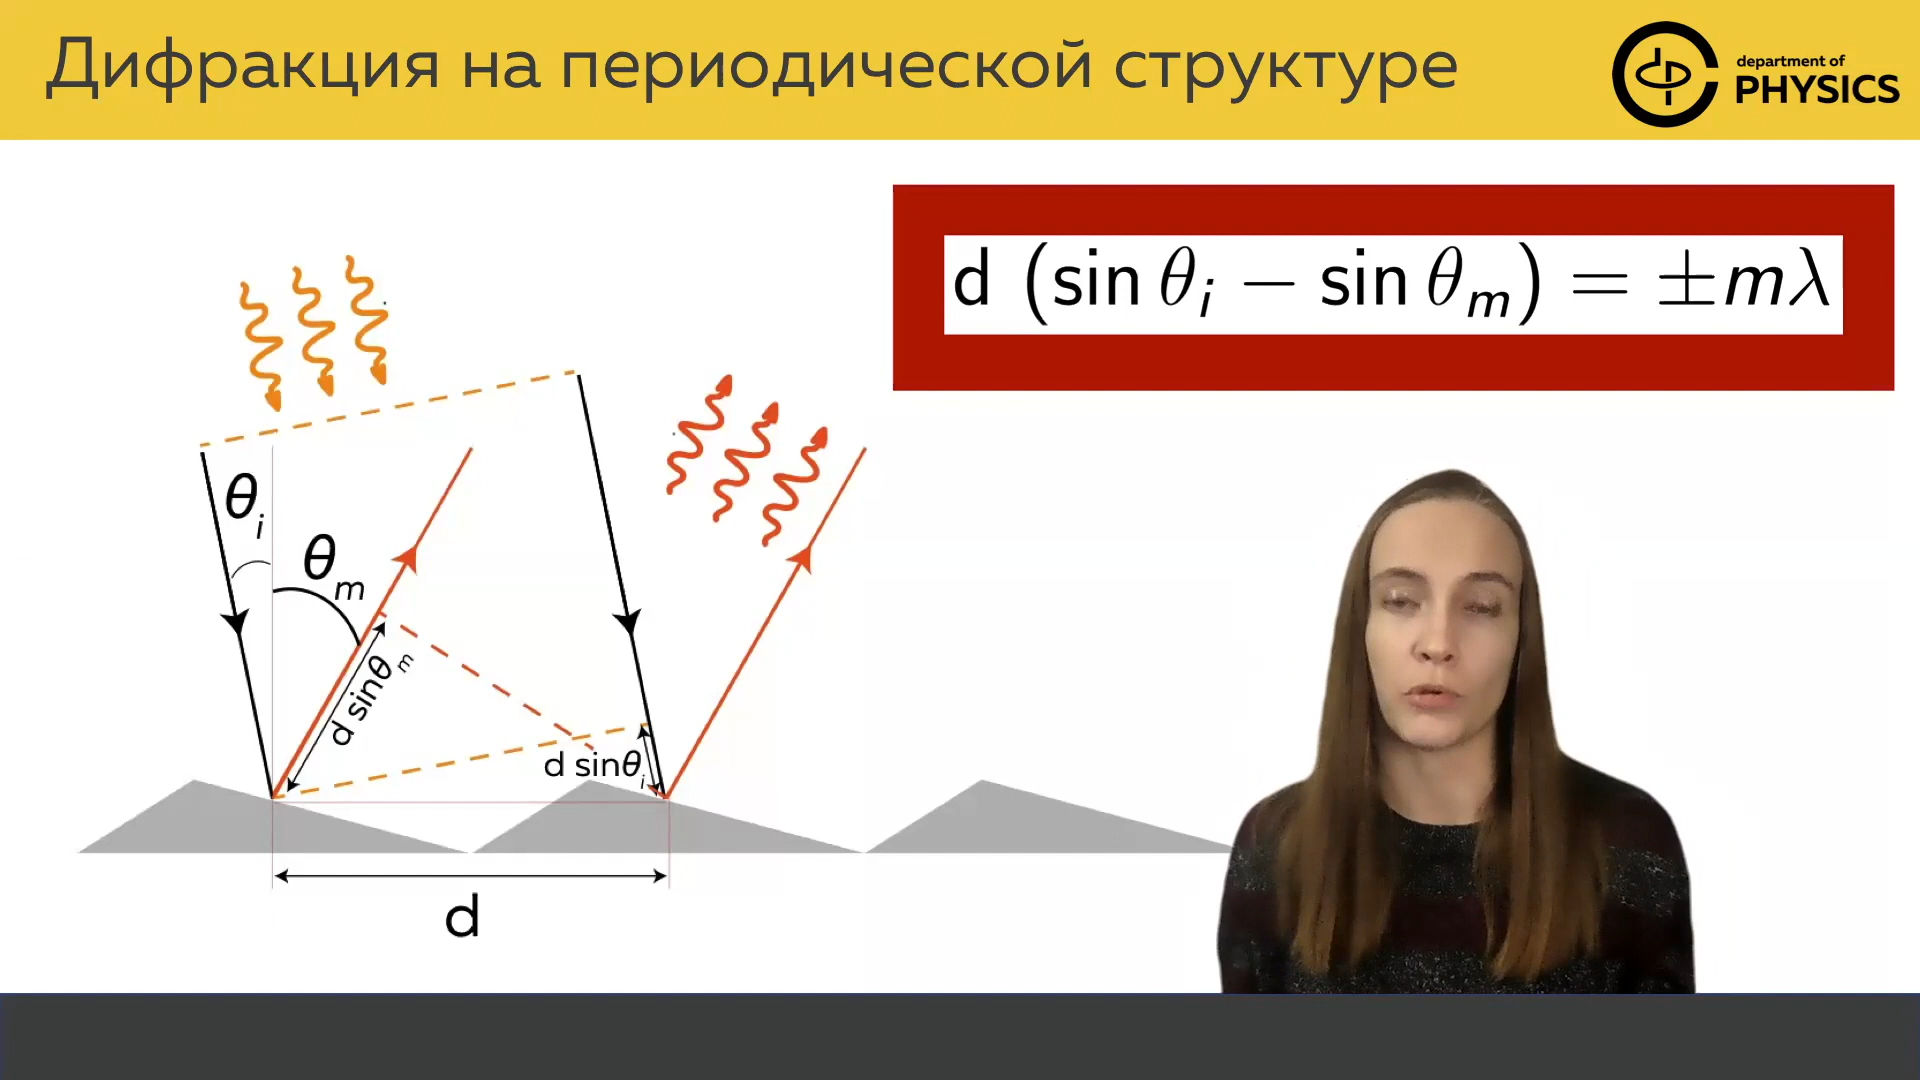 Дифракция на периодической структуре
department of
PHYSICS
d (sin θi − sin θm) = ±mλ
θi
θm
d sinθm
d sinθi
d